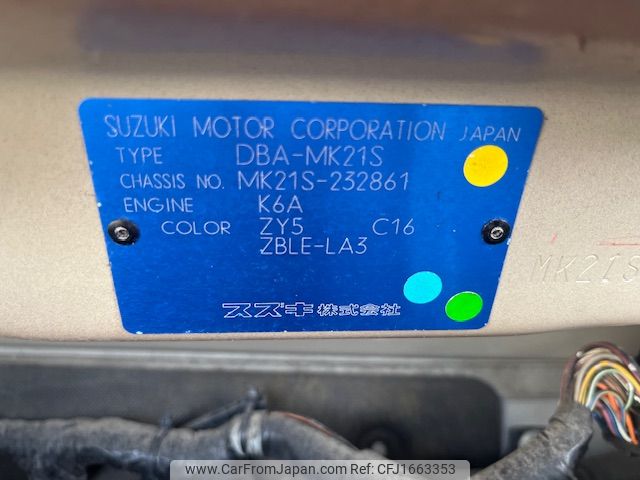 SUZUKI MOTOR CORPORATION JAPAN
TYPE DBA-MK21S
CHASSIS NO. MK21S-232861
ENGINE K6A
COLOR ZY5 C16
ZBLE-LA3
スズキ株式会社
MK21S
www.CarFromJapan.com Ref:CFJ1663353